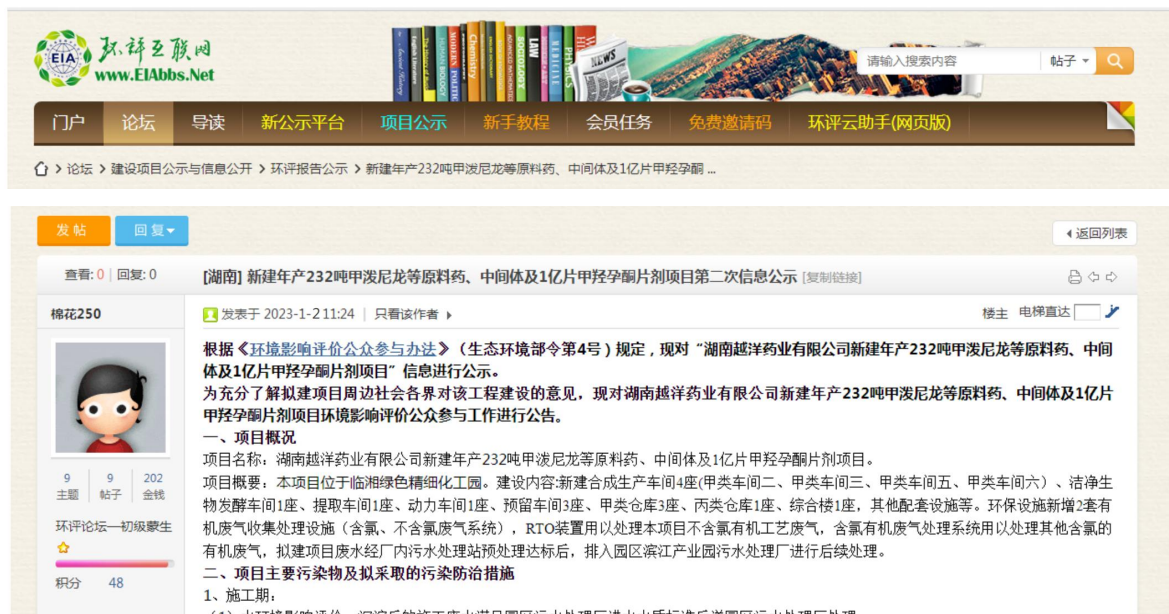 环评互联网
www.EIAbbs.Net
EIA
NEWS
请输入搜索内容 帖子
门户 论坛 导读 新公示平台 项目公示 新手教程 会员任务 免费邀请码 环评云助手(网页版)
论坛 > 建设项目公示与信息公开 > 环评报告公示 > 新建年产232吨甲泼尼龙等原料药、中间体及1亿片甲羟孕酮 ...
发帖 回复 返回列表
查看: 0 | 回复: 0 [湖南] 新建年产232吨甲泼尼龙等原料药、中间体及1亿片甲羟孕酮片剂项目第二次信息公示 [复制链接]
棉花250 发表于 2023-1-2 11:24 | 只看该作者 楼主 电梯直达
根据《环境影响评价公众参与办法》（生态环境部令第4号）规定，现对“湖南越洋药业有限公司新建年产232吨甲泼尼龙等原料药、中间
体及1亿片甲羟孕酮片剂项目”信息进行公示。
为充分了解拟建项目周边社会各界对该工程建设的意见，现对湖南越洋药业有限公司新建年产232吨甲泼尼龙等原料药、中间体及1亿片
甲羟孕酮片剂项目环境影响评价公众参与工作进行公告。
一、项目概况
项目名称：湖南越洋药业有限公司新建年产232吨甲泼尼龙等原料药、中间体及1亿片甲羟孕酮片剂项目。
项目概要：本项目位于临湘绿色精细化工园。建设内容:新建合成生产车间4座(甲类车间二、甲类车间三、甲类车间五、甲类车间六）、洁净生
物发酵车间1座、提取车间1座、动力车间1座、预留车间3座、甲类仓库3座、丙类仓库1座、综合楼1座，其他配套设施等。环保设施新增2套有
机废气收集处理设施（含氯、不含氯废气系统），RTO装置用以处理本项目不含氯有机工艺废气，含氯有机废气处理系统用以处理其他含氯的
有机废气，拟建项目废水经厂内污水处理站预处理达标后，排入园区滨江产业园污水处理厂进行后续处理。
二、项目主要污染物及拟采取的污染防治措施
1、施工期：
9 9 202
主题 帖子 金钱
环评论坛—初级蒙生
积分 48